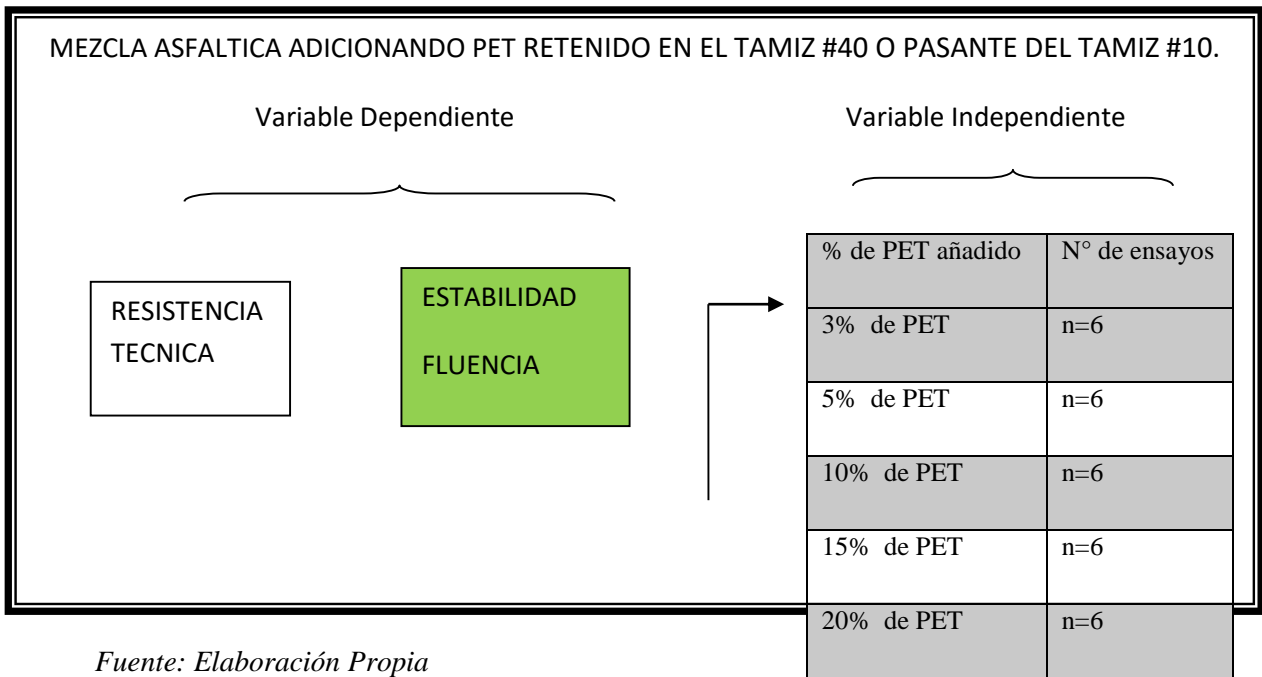 MEZCLA ASFALTICA ADICIONANDO PET RETENIDO EN EL TAMIZ #40 O PASANTE DEL TAMIZ #10.
Variable Dependiente
Variable Independiente
RESISTENCIA
TECNICA
ESTABILIDAD
FLUENCIA
% de PET añadido N° de ensayos
3% de PET n=6
5% de PET n=6
10% de PET n=6
15% de PET n=6
20% de PET n=6
Fuente: Elaboración Propia